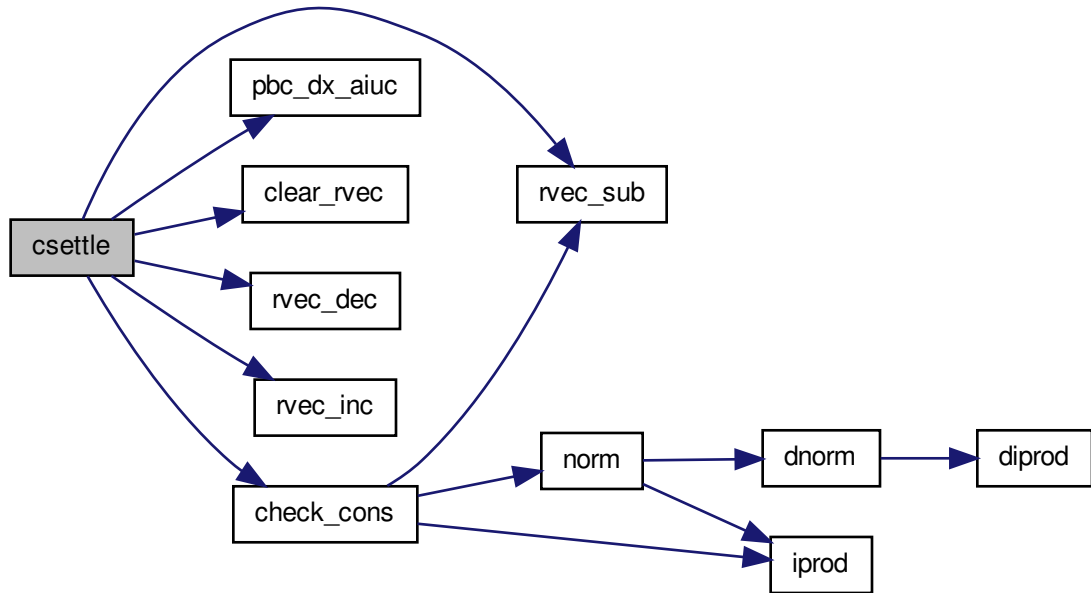 csettle
pbc_dx_aiuc
clear_rvec
rvec_dec
rvec_inc
check_cons
rvec_sub
norm
dnorm
diprod
iprod